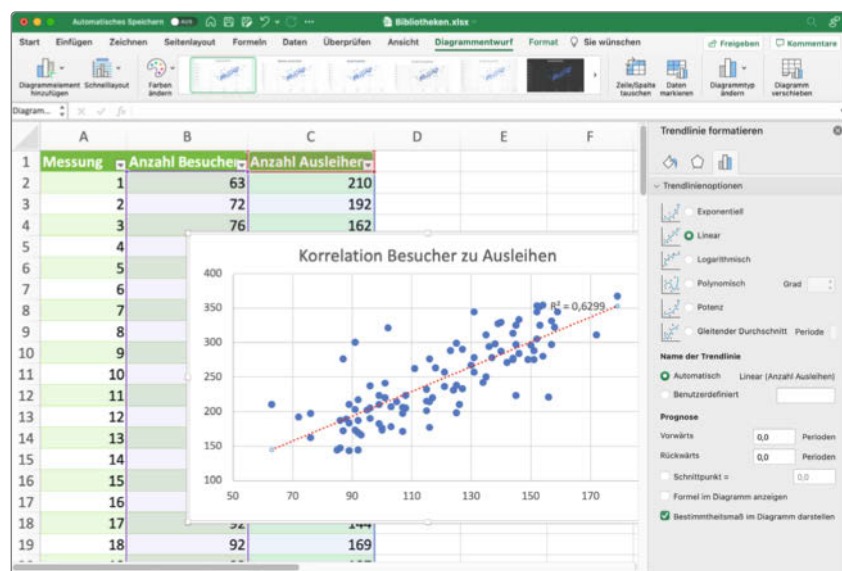 Automatisches Speichern AUS Bibliotheken.xlsx
Start Einfügen Zeichnen Seitenlayout Formeln Daten Überprüfen Ansicht Diagrammentwurf Format Sie wünschen Freigeben Kommentare
Diagrammelement hinzufügen Schnelllayout Farben ändern Zeile/Spalte tauschen Daten markieren Diagrammtyp ändern Diagramm verschieben
Diagram... fx
A B C D E F
1 Messung Anzahl Besucher Anzahl Ausleihen
2 1 63 210
3 2 72 192
4 3 76 162
5 4
6 5
7 6
8 7
9 8
10 9
11 10
12 11
13 12
14 13
15 14
16 15
17 16
18 17 92 144
19 18 92 169
Korrelation Besucher zu Ausleihen
400
350
300
250
200
150
100
50 70 90 110 130 150 170
R² = 0,6299
Trendlinie formatieren
Trendlinienoptionen
Exponentiell
Linear
Logarithmisch
Polynomisch Grad
Potenz
Gleitender Durchschnitt Periode
Name der Trendlinie
Automatisch Linear (Anzahl Ausleihen)
Benutzerdefiniert
Prognose
Vorwärts 0,0 Perioden
Rückwärts 0,0 Perioden
Schnittpunkt = 0,0
Formel im Diagramm anzeigen
Bestimmtheitsmaß im Diagramm darstellen